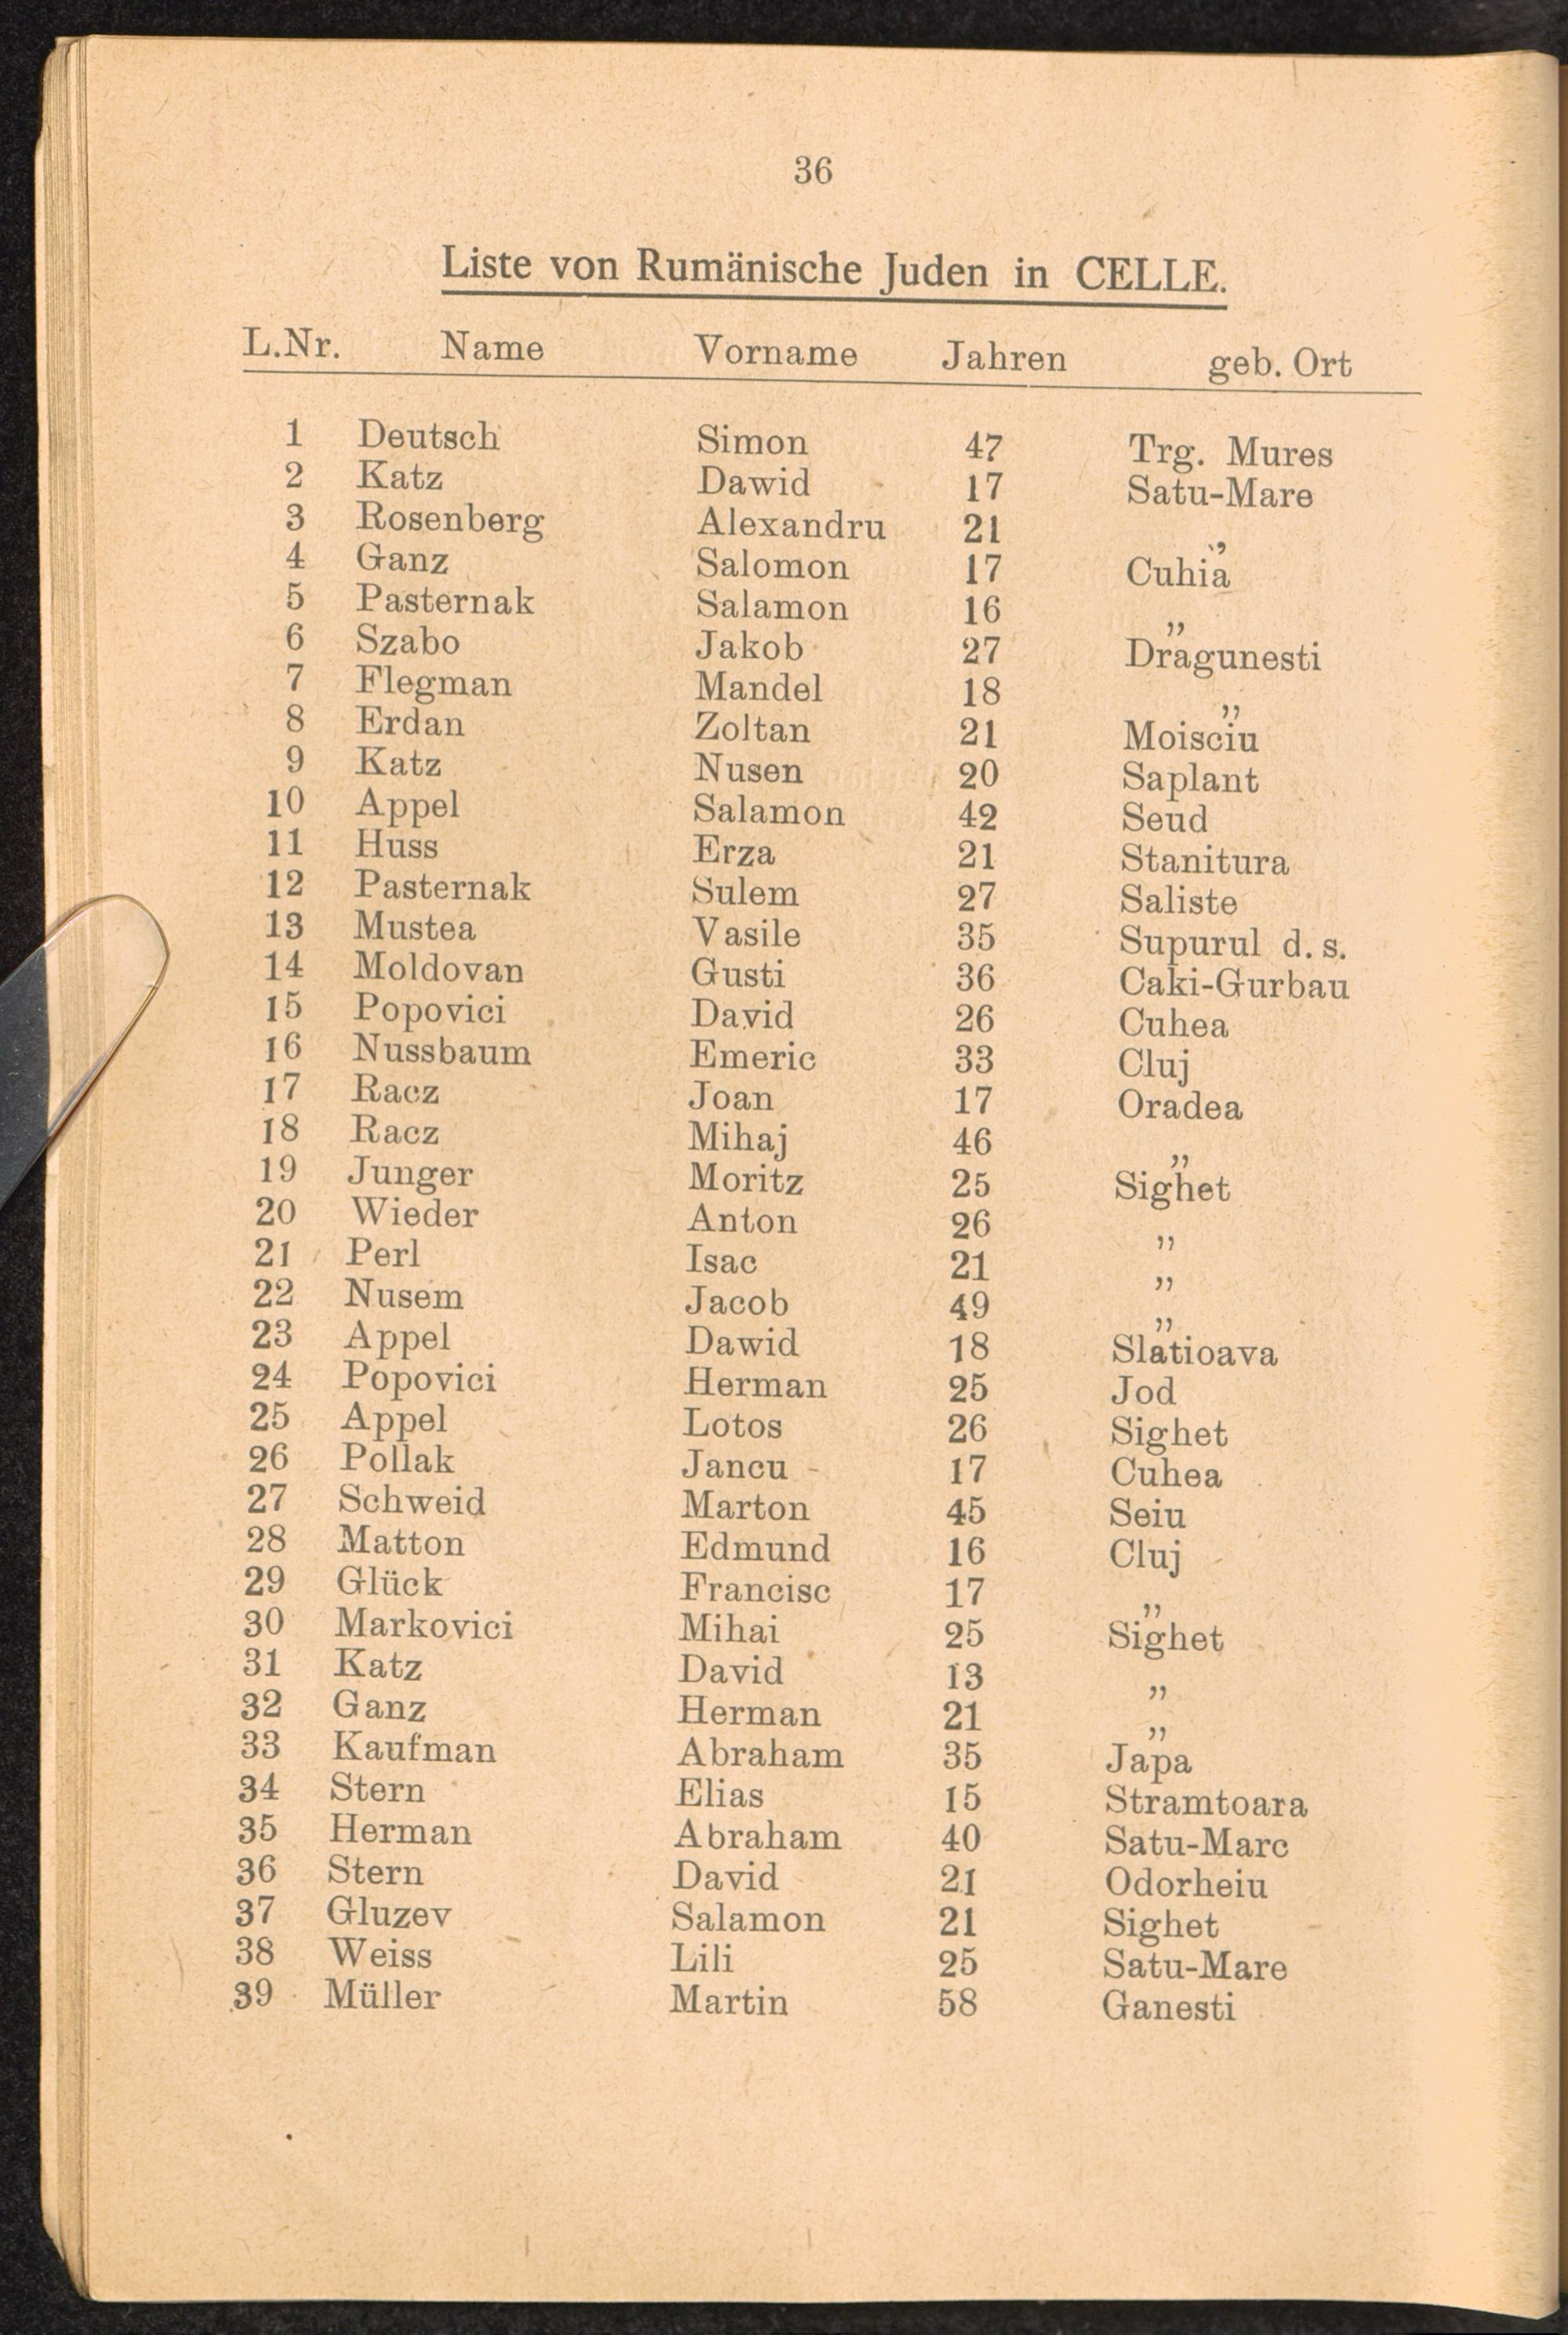 36
Liste von Rumänische Juden in CELLE.
L.Nr. Name Vorname Jahren geb. Ort
1 Deutsch Simon 47 Trg. Mures
2 Katz Dawid 17 Satu-Mare
3 Rosenberg Alexandru 21 „
4 Ganz Salomon 17 Cuhia
5 Pasternak Salamon 16 „
6 Szabo Jakob 27 Dragunesti
7 Flegman Mandel 18 „
8 Erdan Zoltan 21 Moisciu
9 Katz Nusen 20 Saplant
10 Appel Salamon 42 Seud
11 Huss Erza 21 Stanitura
12 Pasternak Sulem 27 Saliste
13 Mustea Vasile 35 Supurul d. s.
14 Moldovan Gusti 36 Caki-Gurbau
15 Popovici David 26 Cuhea
16 Nussbaum Emeric 33 Cluj
17 Racz Joan 17 Oradea
18 Racz Mihaj 46 „
19 Junger Moritz 25 Sighet
20 Wieder Anton 26 „
21 Perl Isac 21 „
22 Nusem Jacob 49 „
23 Appel Dawid 18 Slatioava
24 Popovici Herman 25 Jod
25 Appel Lotos 26 Sighet
26 Pollak Jancu 17 Cuhea
27 Schweid Marton 45 Seiu
28 Matton Edmund 16 Cluj
29 Glück Francisc 17 „
30 Markovici Mihai 25 Sighet
31 Katz David 13 „
32 Ganz Herman 21 „
33 Kaufman Abraham 35 Japa
34 Stern Elias 15 Stramtoara
35 Herman Abraham 40 Satu-Marc
36 Stern David 21 Odorheiu
37 Gluzev Salamon 21 Sighet
38 Weiss Lili 25 Satu-Mare
39 Müller Martin 58 Ganesti